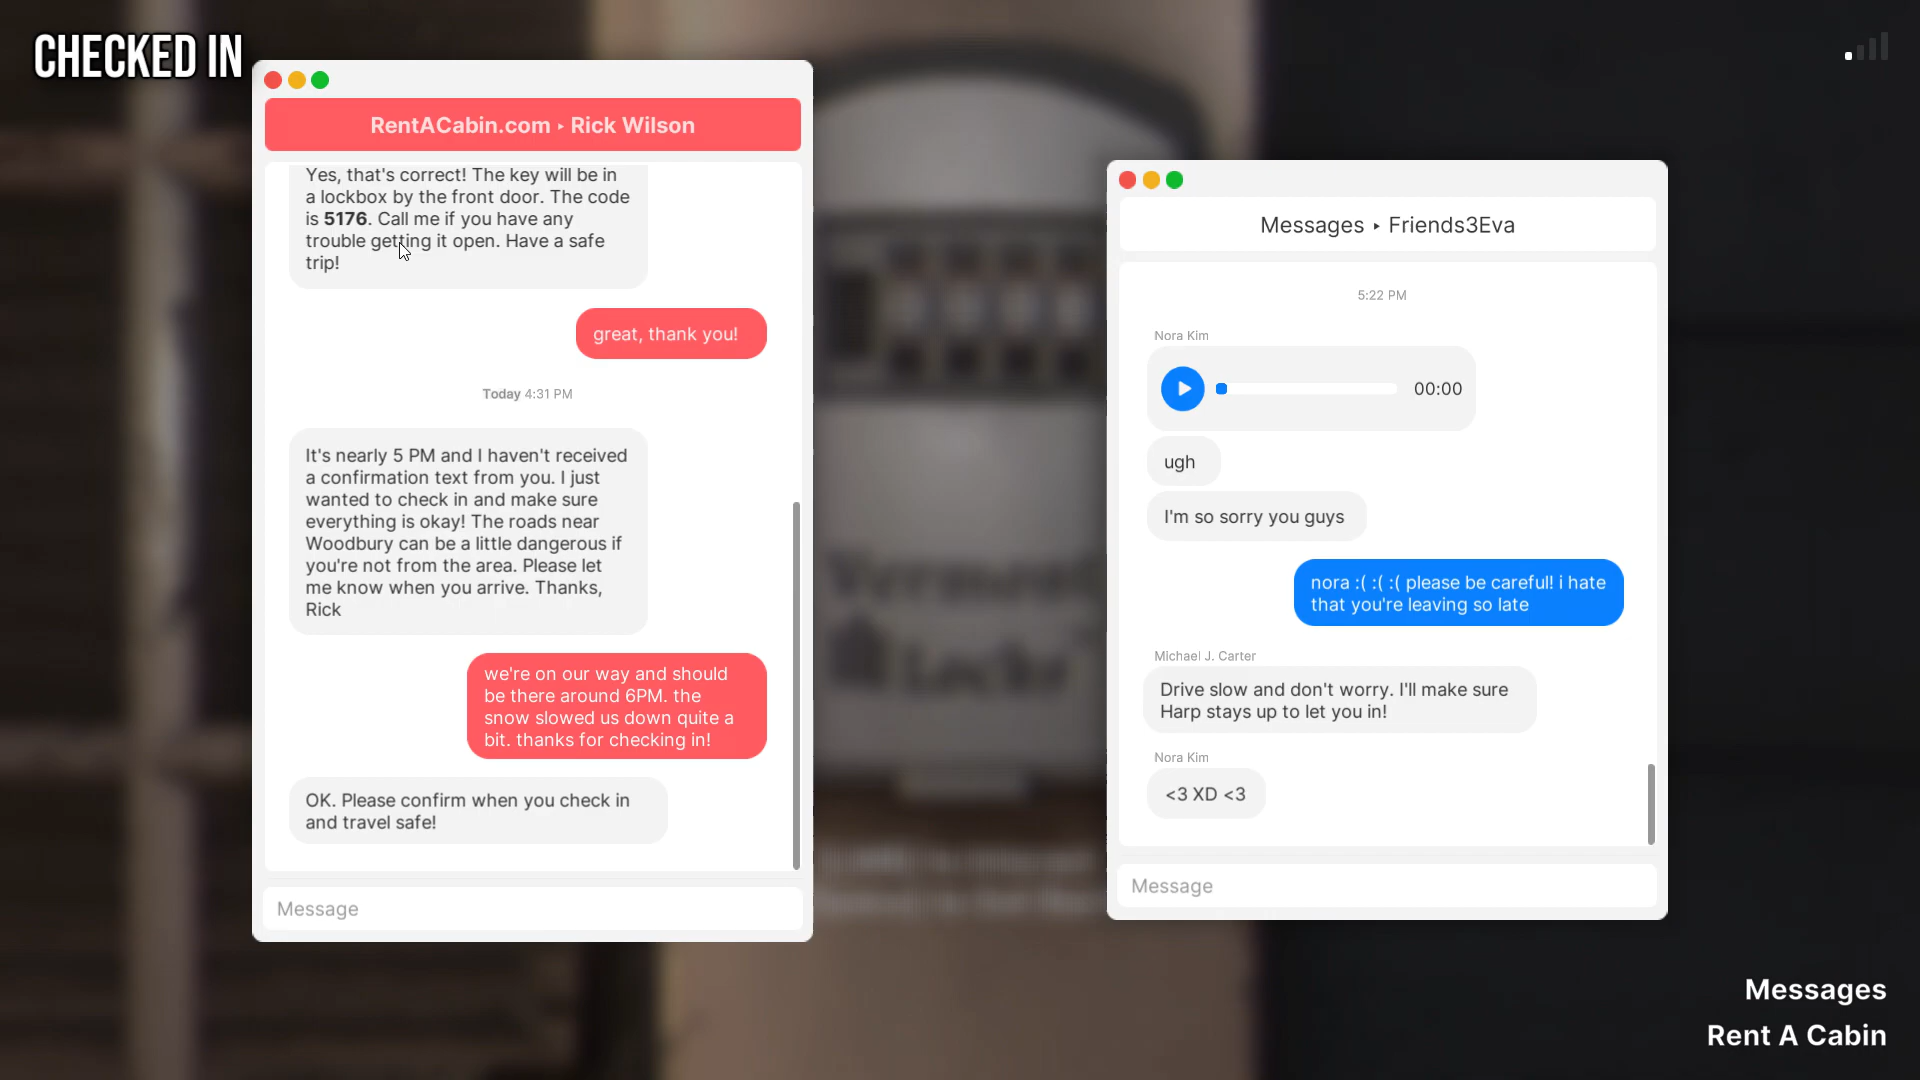 CHECKED IN
RentACabin.com ‣ Rick Wilson
Yes, that's correct! The key will be in
a lockbox by the front door. The code
is 5176. Call me if you have any
trouble getting it open. Have a safe
trip!
great, thank you!
Today 4:31 PM
It's nearly 5 PM and I haven't received
a confirmation text from you. I just
wanted to check in and make sure
everything is okay! The roads near
Woodbury can be a little dangerous if
you're not from the area. Please let
me know when you arrive. Thanks,
Rick
we're on our way and should
be there around 6PM. the
snow slowed us down quite a
bit. thanks for checking in!
OK. Please confirm when you check in
and travel safe!
Message
Messages ‣ Friends3Eva
5:22 PM
Nora Kim
00:00
ugh
I'm so sorry you guys
nora :( :( :( please be careful! i hate
that you're leaving so late
Michael J. Carter
Drive slow and don't worry. I'll make sure
Harp stays up to let you in!
Nora Kim
<3 XD <3
Message
Vermont
Locks
Messages
Rent A Cabin